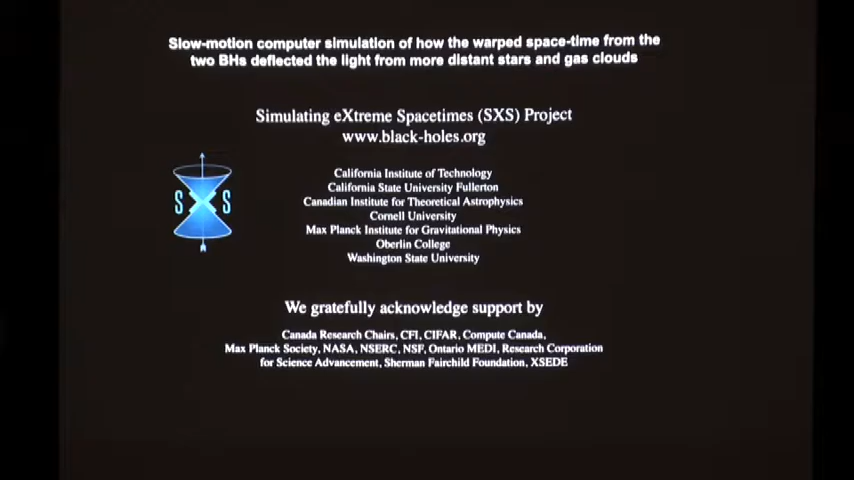 Slow-motion computer simulation of how the warped space-time from the
two BHs deflected the light from more distant stars and gas clouds
Simulating eXtreme Spacetimes (SXS) Project
www.black-holes.org
SXS
California Institute of Technology
California State University Fullerton
Canadian Institute for Theoretical Astrophysics
Cornell University
Max Planck Institute for Gravitational Physics
Oberlin College
Washington State University
We gratefully acknowledge support by
Canada Research Chairs, CFI, CIFAR, Compute Canada,
Max Planck Society, NASA, NSERC, NSF, Ontario MEDI, Research Corporation
for Science Advancement, Sherman Fairchild Foundation, XSEDE